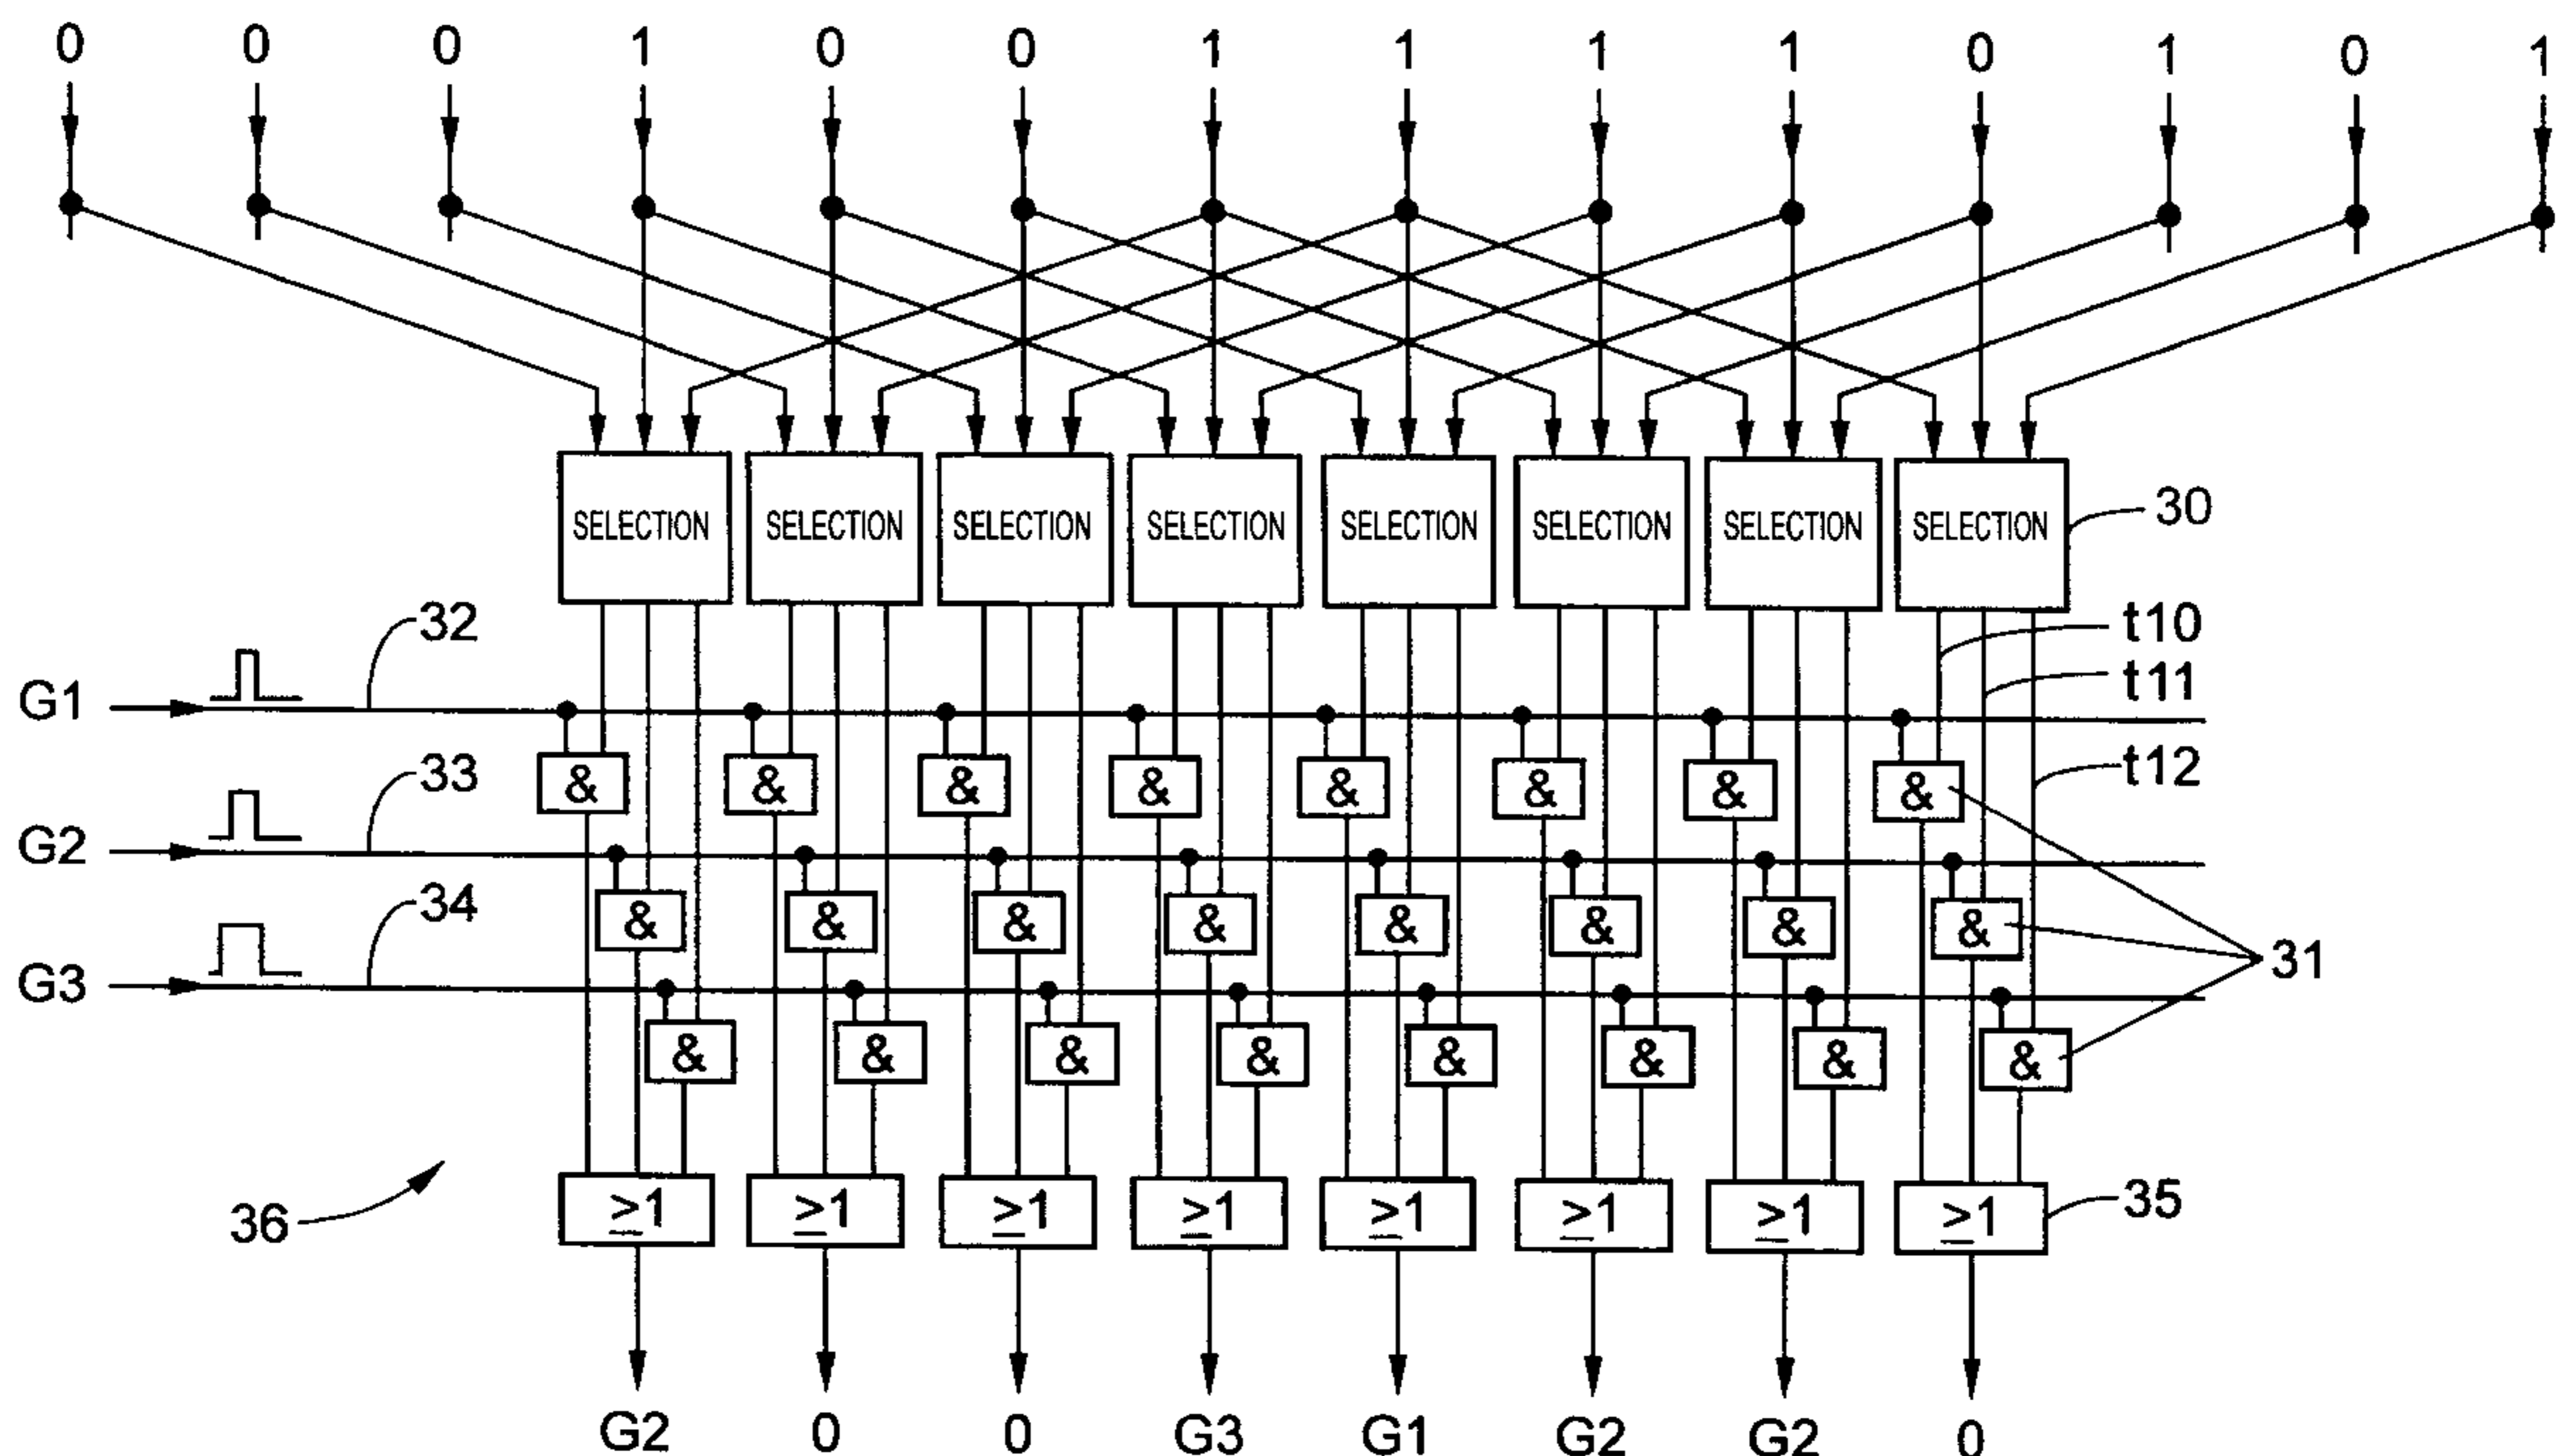 0 0 0 1 0 0 1 1 1 1 0 1 0 1
SELECTION SELECTION SELECTION SELECTION SELECTION SELECTION SELECTION SELECTION 30
32 t10
G1 t11
33 & & & & & & & & t12
G2
34 & & & & & & & & 31
G3
& & & & & & & &
36 ≥1 ≥1 ≥1 ≥1 ≥1 ≥1 ≥1 ≥1 35
G2 0 0 G3 G1 G2 G2 0